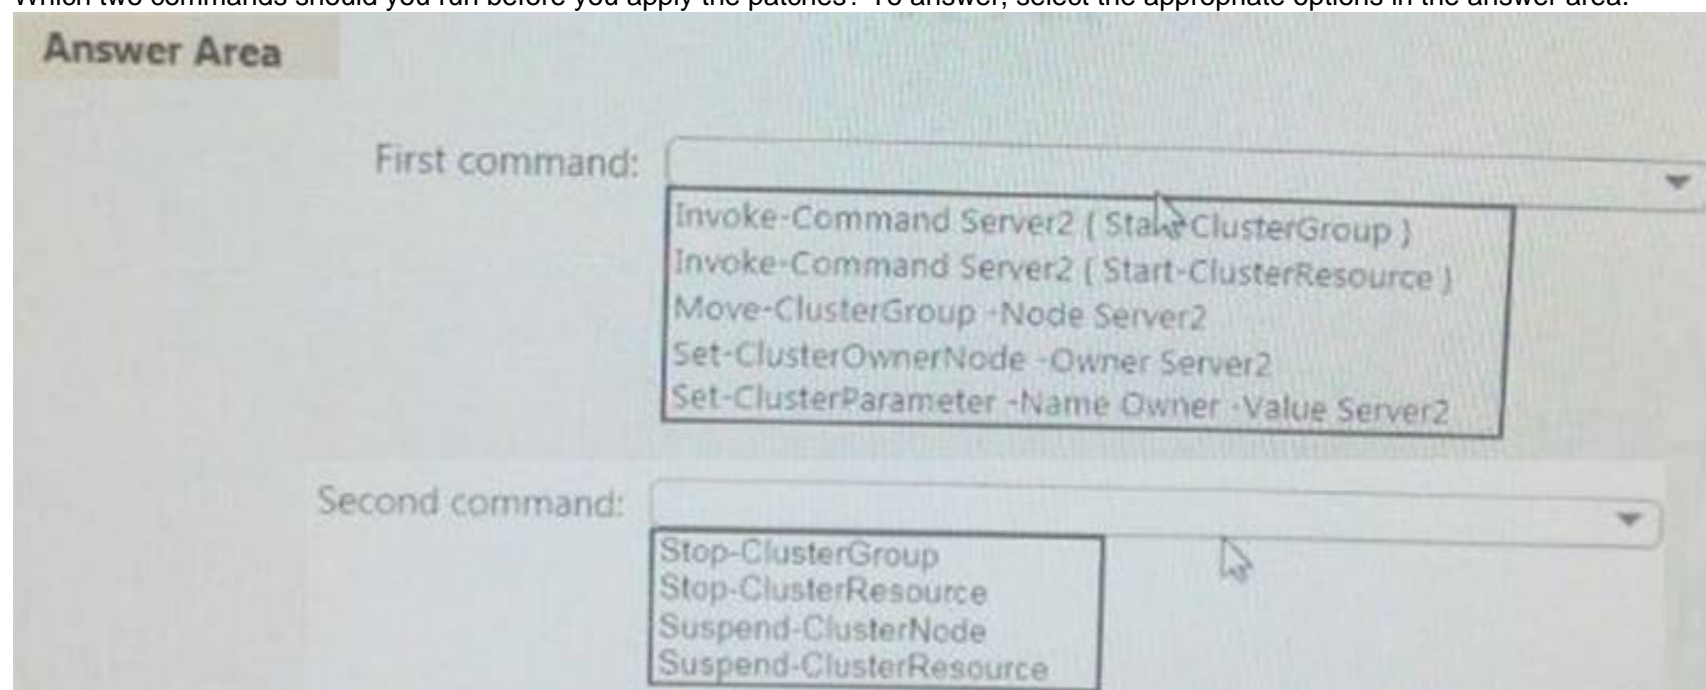 Which two commands should you run before you apply the patches? To answer, select the appropriate options in the answer area.
Answer Area
First command:
Invoke-Command Server2 { Start-ClusterGroup }
Invoke-Command Server2 { Start-ClusterResource }
Move-ClusterGroup -Node Server2
Set-ClusterOwnerNode -Owner Server2
Set-ClusterParameter -Name Owner -Value Server2
Second command:
Stop-ClusterGroup
Stop-ClusterResource
Suspend-ClusterNode
Suspend-ClusterResource